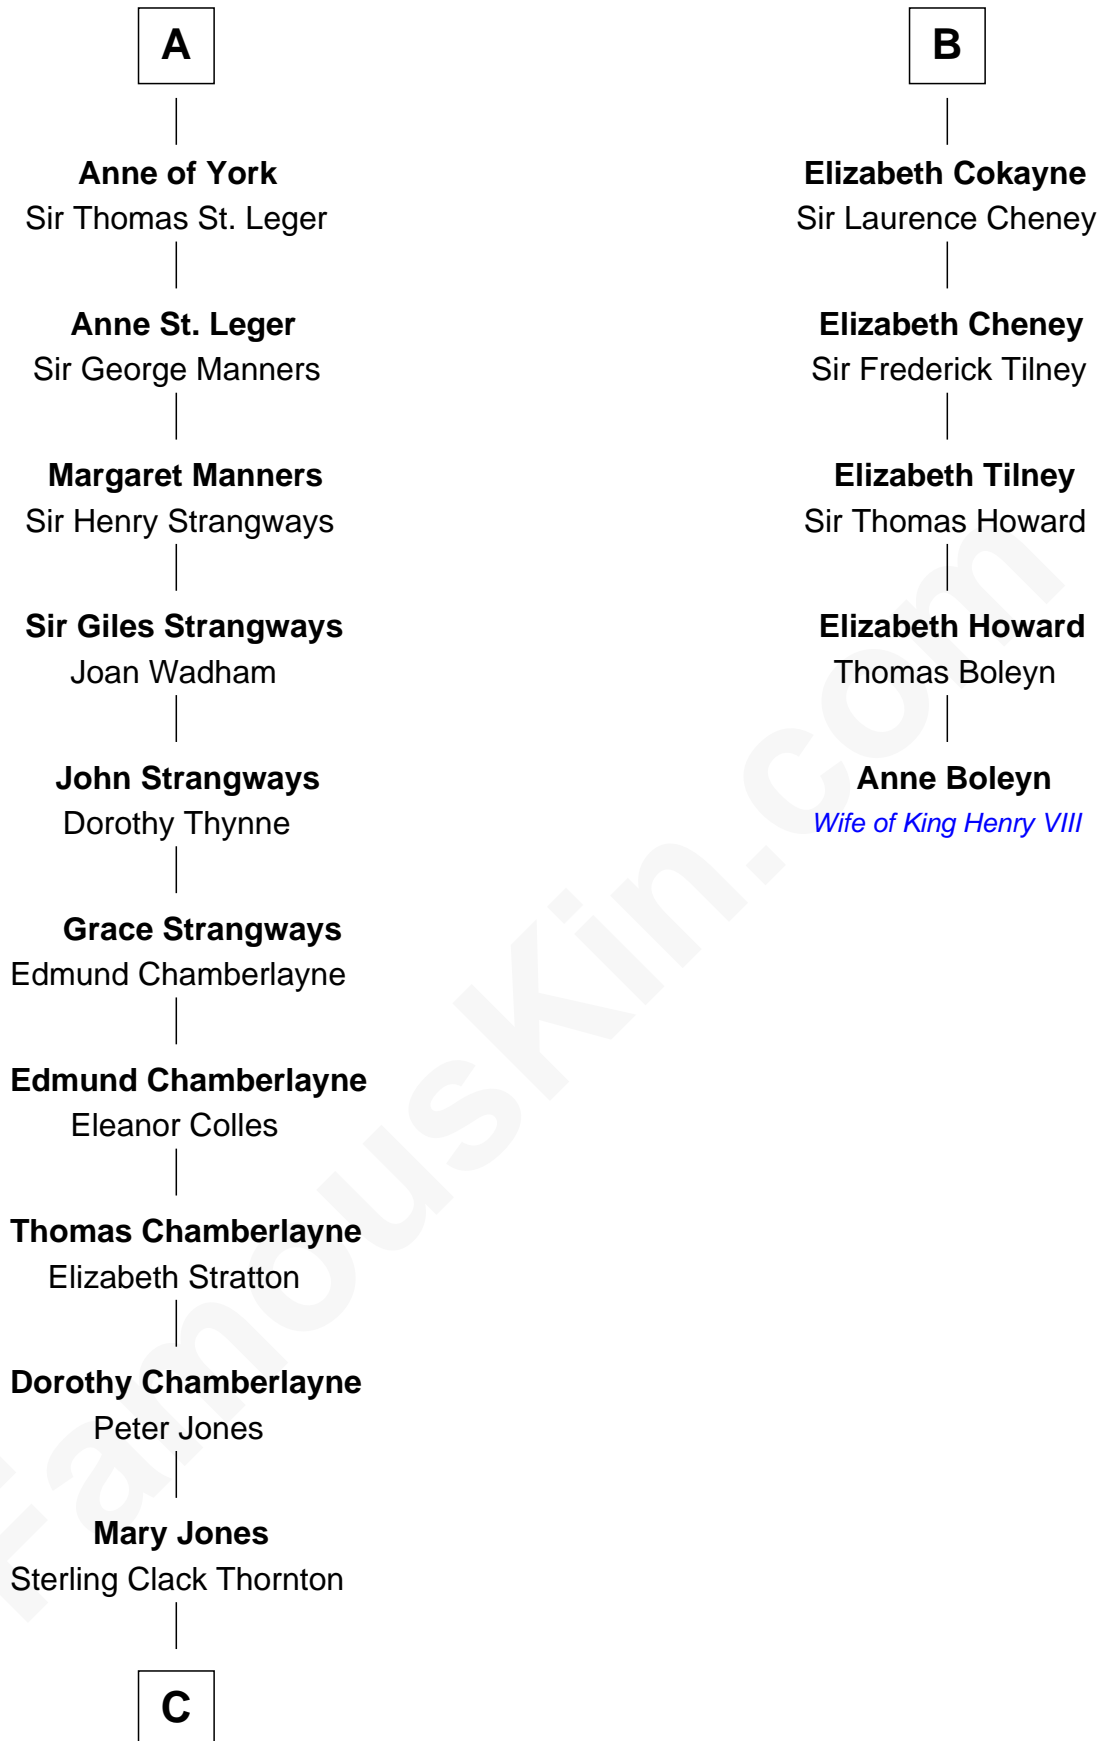 A
Anne of York
Sir Thomas St. Leger
Anne St. Leger
Sir George Manners
Margaret Manners
Sir Henry Strangways
Sir Giles Strangways
Joan Wadham
John Strangways
Dorothy Thynne
Grace Strangways
Edmund Chamberlayne
Edmund Chamberlayne
Eleanor Colles
Thomas Chamberlayne
Elizabeth Stratton
Dorothy Chamberlayne
Peter Jones
Mary Jones
Sterling Clack Thornton
C
B
Elizabeth Cokayne
Sir Laurence Cheney
Elizabeth Cheney
Sir Frederick Tilney
Elizabeth Tilney
Sir Thomas Howard
Elizabeth Howard
Thomas Boleyn
Anne Boleyn
Wife of King Henry VIII
FamousKin.com